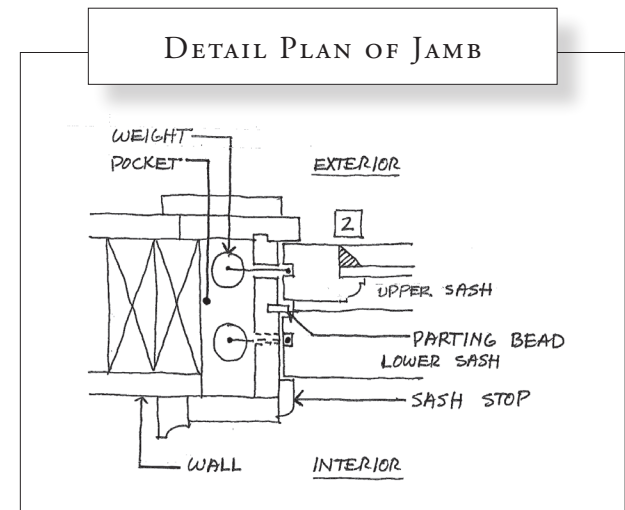 DETAIL PLAN OF JAMB
WEIGHT
POCKET
EXTERIOR
2
UPPER SASH
PARTING BEAD
LOWER SASH
SASH STOP
WALL
INTERIOR